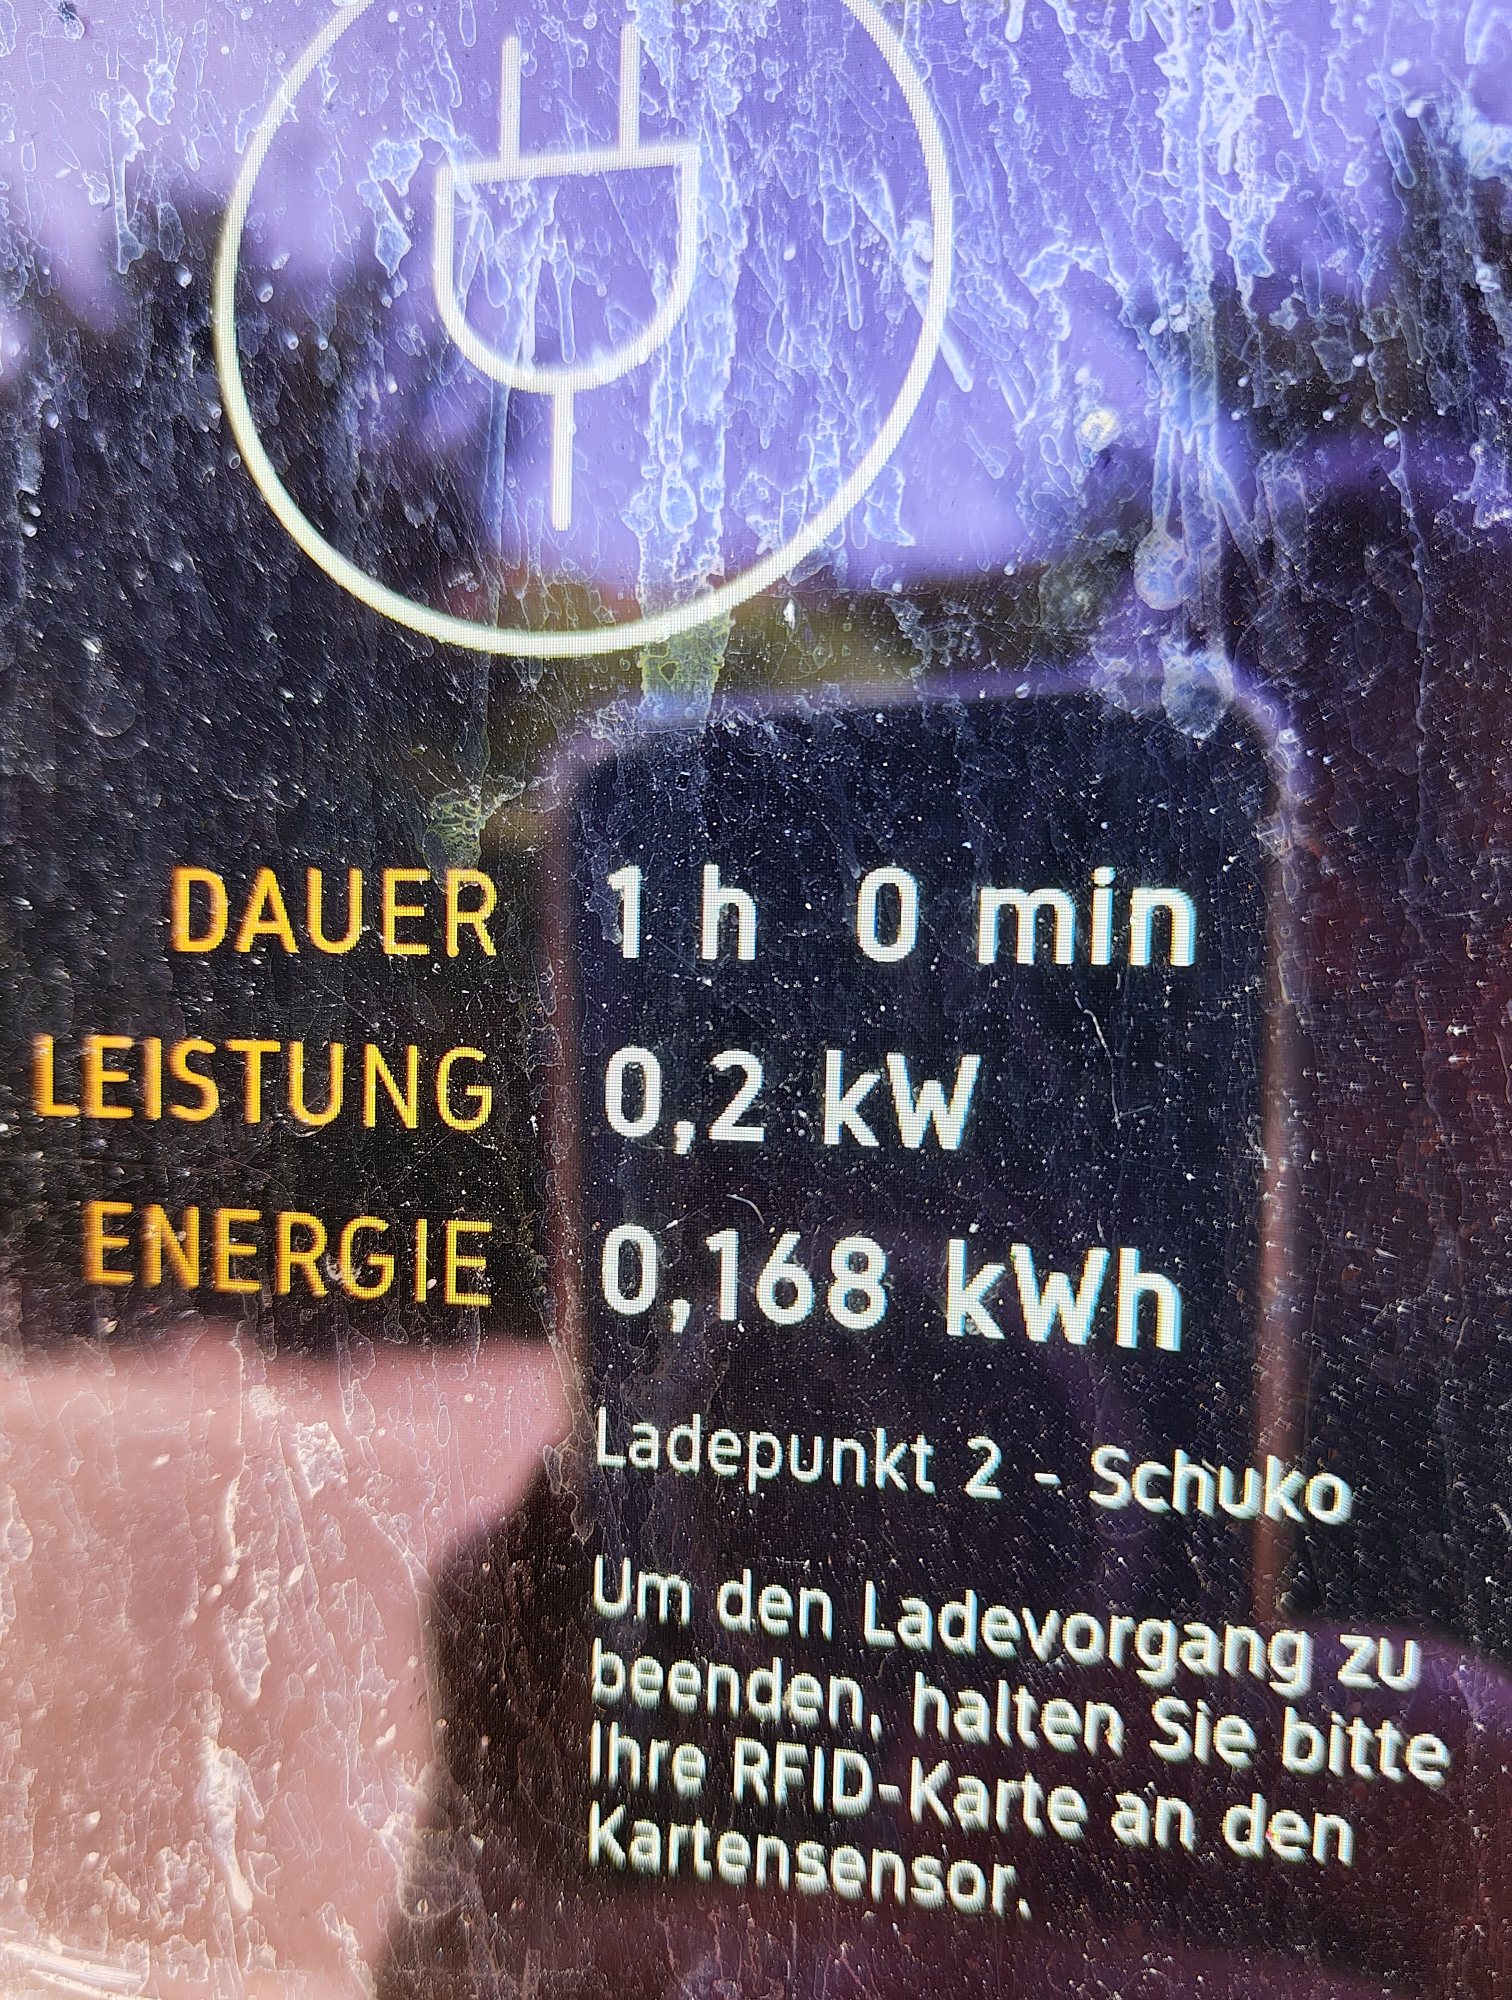 DAUER 1 h 0 min
LEISTUNG 0,2 kW
ENERGIE 0,168 kWh
Ladepunkt 2 - Schuko
Um den Ladevorgang zu
beenden, halten Sie bitte
Ihre RFID-Karte an den
Kartensensor.